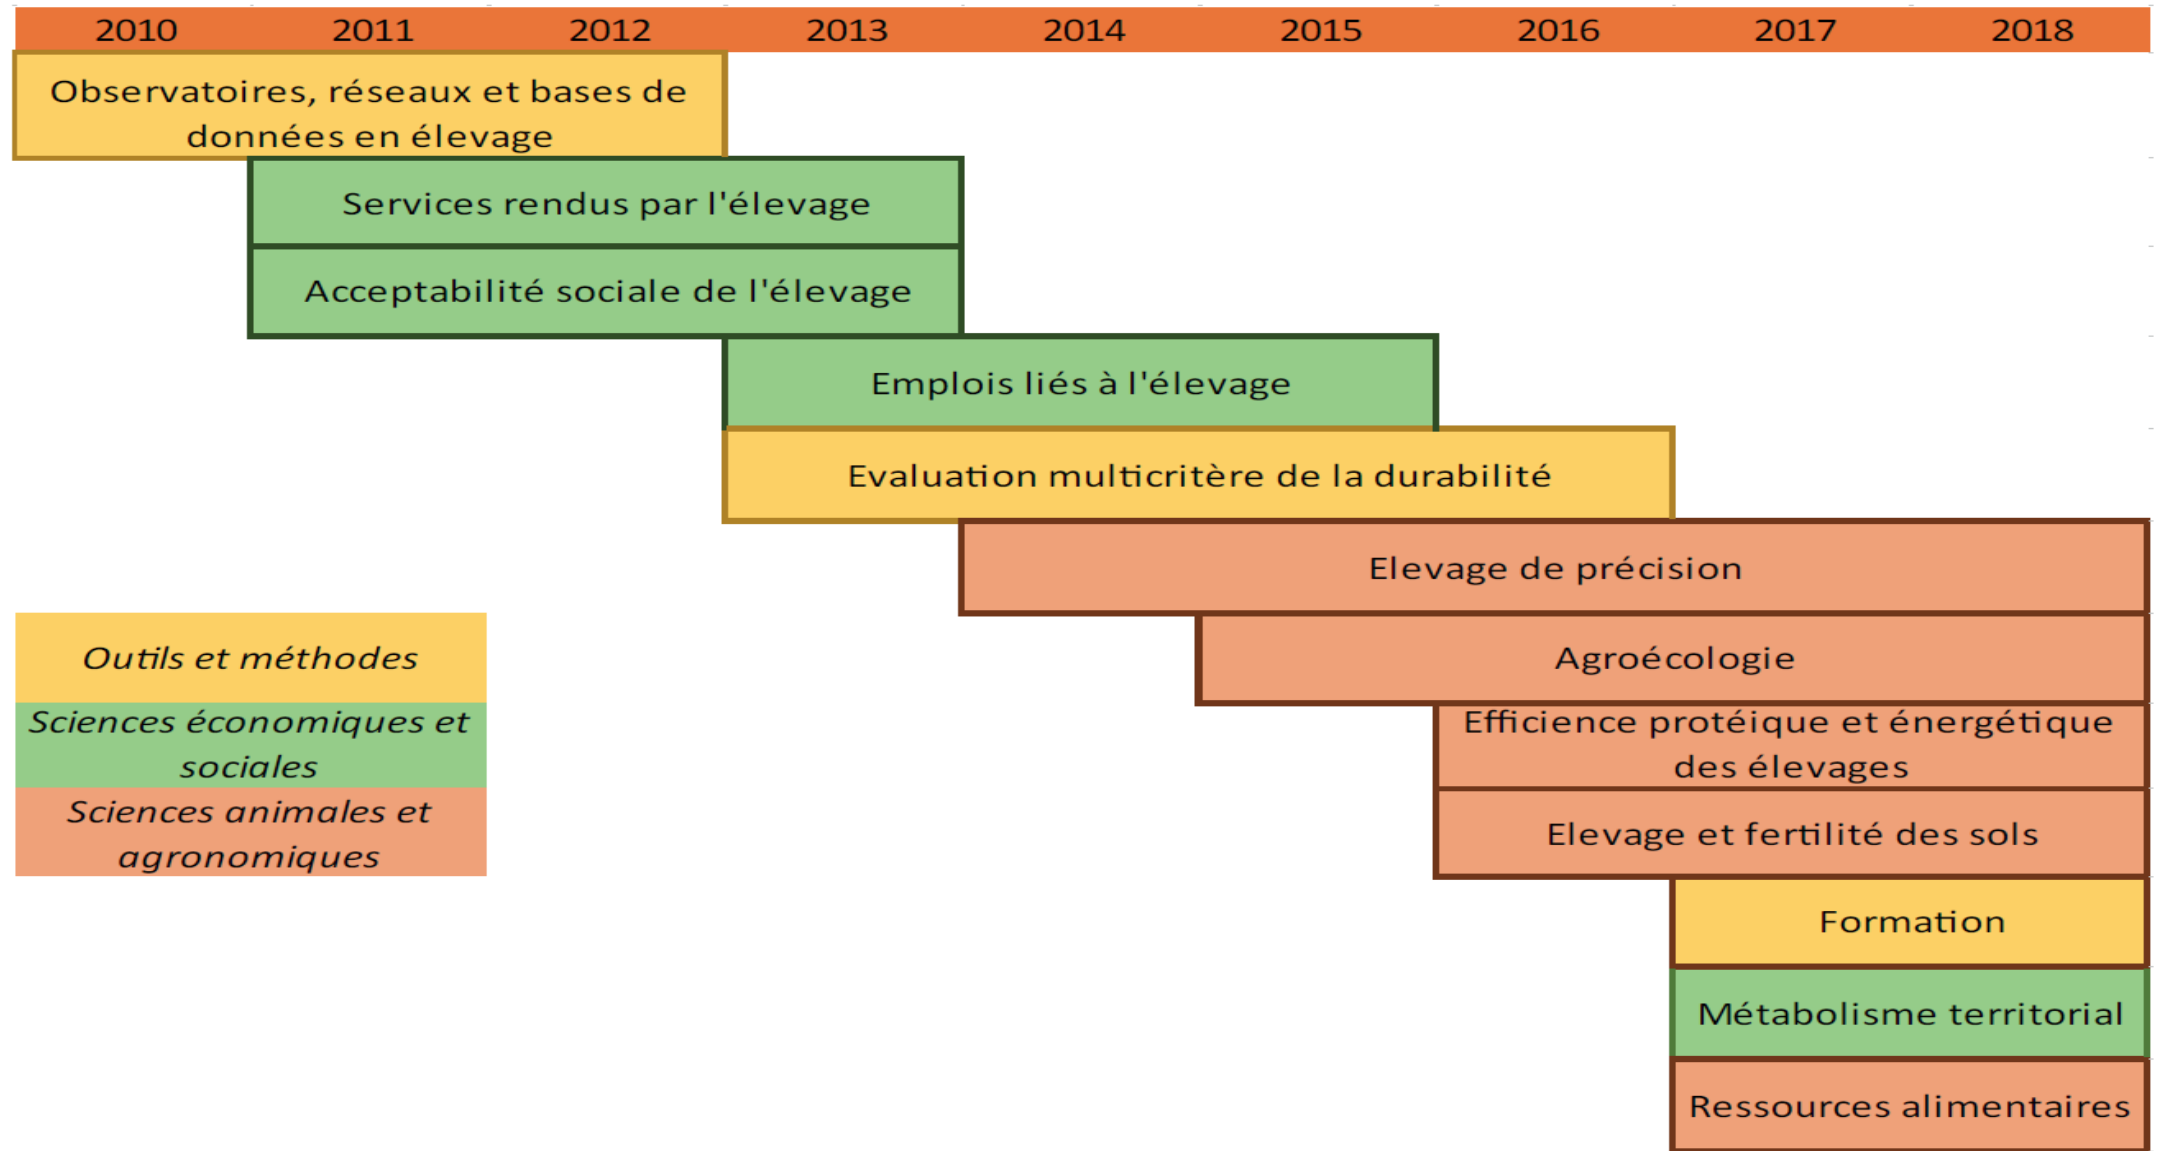 2010 2011 2012 2013 2014 2015 2016 2017 2018
Observatoires, réseaux et bases de
données en élevage
Services rendus par l'élevage
Acceptabilité sociale de l'élevage
Emplois liés à l'élevage
Evaluation multicritère de la durabilité
Elevage de précision
Agroécologie
Efficience protéique et énergétique
des élevages
Elevage et fertilité des sols
Formation
Métabolisme territorial
Ressources alimentaires
Outils et méthodes
Sciences économiques et
sociales
Sciences animales et
agronomiques